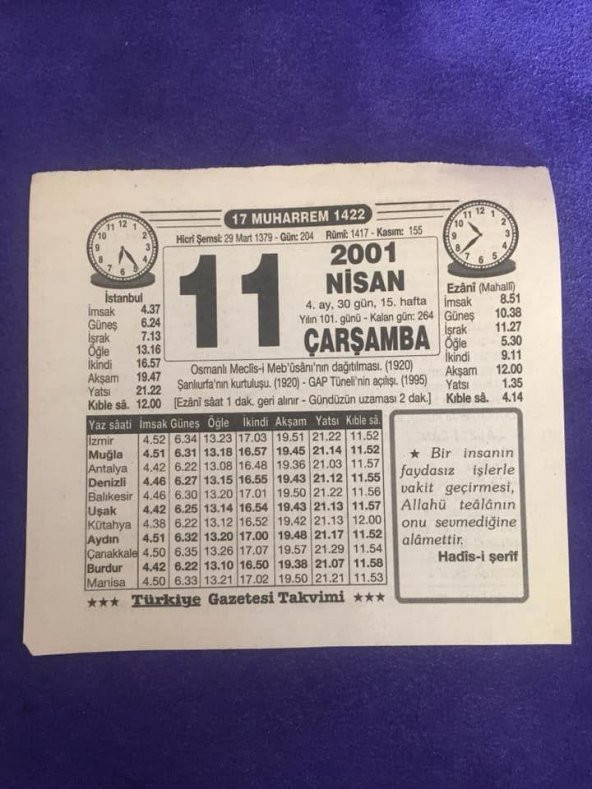 17 MUHARREM 1422
Hicrî Şemsî: 29 Mart 1379 - Gün: 204 Rûmî: 1417 - Kasım: 155
11
2001
NİSAN
4. ay, 30 gün, 15. hafta
Yılın 101. günü - Kalan gün: 264
ÇARŞAMBA
İstanbul
İmsak 4.37
Güneş 6.24
İşrak 7.13
Öğle 13.16
İkindi 16.57
Akşam 19.47
Yatsı 21.22
Kıble sâ. 12.00
Ezânî (Mahallî)
İmsak 8.51
Güneş 10.38
İşrak 11.27
Öğle 5.30
İkindi 9.11
Akşam 12.00
Yatsı 1.35
Kıble sâ. 4.14
Osmanlı Meclîs-i Meb'ûsânı'nın dağıtılması. (1920)
Şanlıurfa'nın kurtuluşu. (1920) - GAP Tüneli'nin açılışı. (1995)
[Ezânî sâat 1 dak. geri alınır - Gündüzün uzaması 2 dak.]
Yaz sâati İmsak Güneş Öğle İkindi Akşam Yatsı Kıble sâ.
İzmir 4.52 6.34 13.23 17.03 19.51 21.22 11.52
Muğla 4.51 6.31 13.18 16.57 19.45 21.14 11.52
Antalya 4.42 6.22 13.08 16.48 19.36 21.03 11.57
Denizli 4.46 6.27 13.15 16.55 19.43 21.12 11.55
Balıkesir 4.46 6.30 13.20 17.01 19.50 21.22 11.56
Uşak 4.42 6.25 13.14 16.54 19.43 21.13 11.57
Kütahya 4.38 6.22 13.12 16.52 19.42 21.13 12.00
Aydın 4.51 6.32 13.20 17.00 19.48 21.17 11.52
Çanakkale 4.50 6.35 13.26 17.07 19.57 21.29 11.54
Burdur 4.42 6.22 13.10 16.50 19.38 21.07 11.58
Manisa 4.50 6.33 13.21 17.02 19.50 21.21 11.53
★★★ Türkiye Gazetesi Takvimi ★★★
★ Bir insanın
faydasız işlerle
vakit geçirmesi,
Allahü teâlânın
onu sevmediğine
alâmettir.
Hadîs-i şerîf